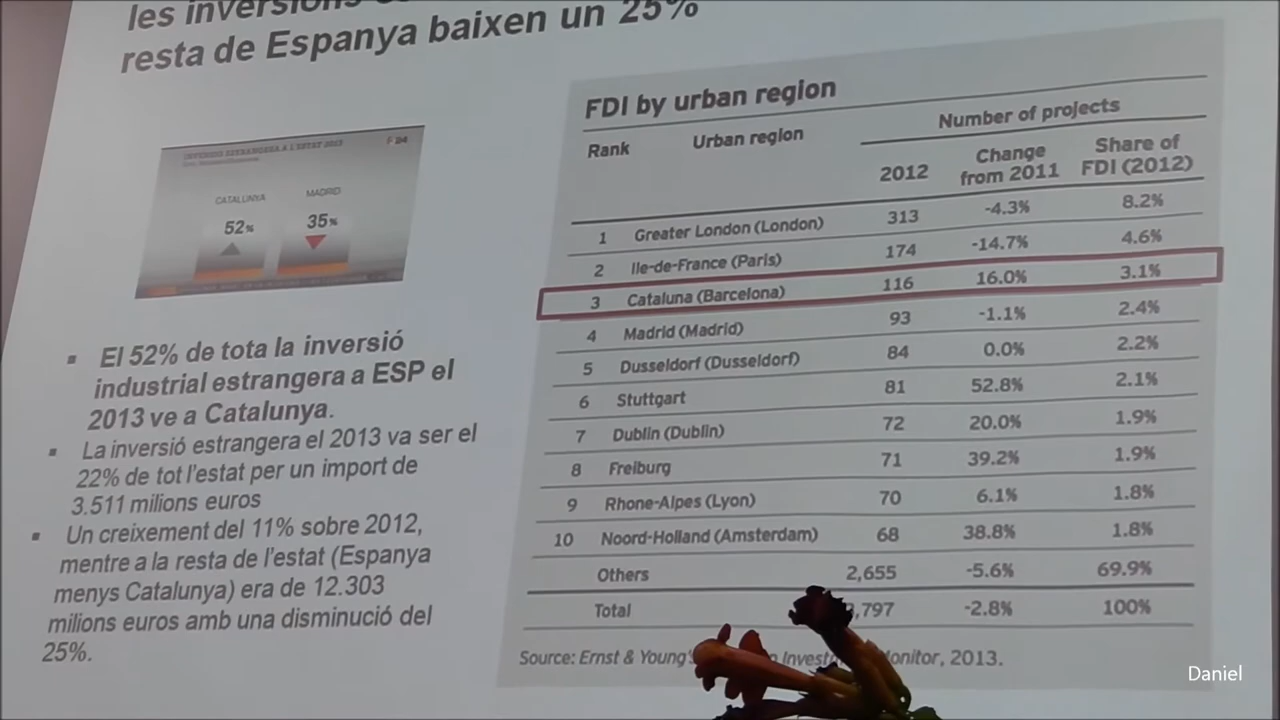 les inversions
resta de Espanya baixen un 25%
INVERSIÓ ESTRANGERA A L'ESTAT 2013
CATALUNYA MADRID
52% 35%
El 52% de tota la inversió
industrial estrangera a ESP el
2013 ve a Catalunya.
La inversió estrangera el 2013 va ser el
22% de tot l'estat per un import de
3.511 milions euros
Un creixement del 11% sobre 2012,
mentre a la resta de l'estat (Espanya
menys Catalunya) era de 12.303
milions euros amb una disminució del
25%.
FDI by urban region
Number of projects
Rank Urban region 2012 Change from 2011 Share of FDI (2012)
1 Greater London (London) 313 -4.3% 8.2%
2 Ile-de-France (Paris) 174 -14.7% 4.6%
3 Cataluna (Barcelona) 116 16.0% 3.1%
4 Madrid (Madrid) 93 -1.1% 2.4%
5 Dusseldorf (Dusseldorf) 84 0.0% 2.2%
6 Stuttgart 81 52.8% 2.1%
7 Dublin (Dublin) 72 20.0% 1.9%
8 Freiburg 71 39.2% 1.9%
9 Rhone-Alpes (Lyon) 70 6.1% 1.8%
10 Noord-Holland (Amsterdam) 68 38.8% 1.8%
Others 2,655 -5.6% 69.9%
Total ,797 -2.8% 100%
Source: Ernst & Young's Monitor, 2013.
Daniel